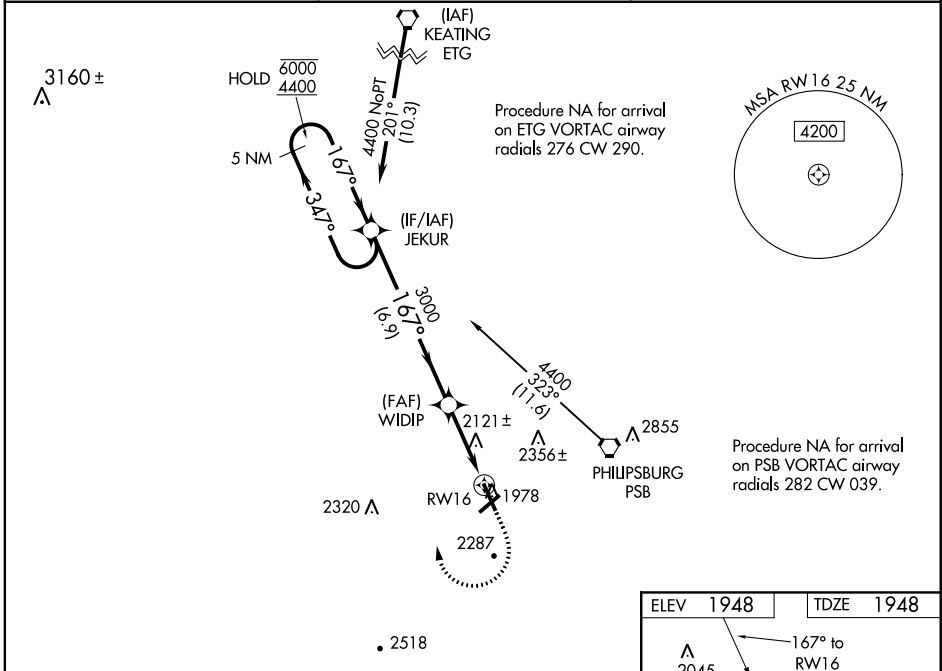 (IAF)
KEATING
ETG
3160 ±
HOLD
6000
4400
5 NM
167°
347°
4400 NoPT
201°
(10.3)
Procedure NA for arrival
on ETG VORTAC airway
radials 276 CW 290.
MSA RW16 25 NM
4200
(IF/IAF)
JEKUR
3000
167°
(6.9)
4400
323°
(11.6)
(FAF)
WIDIP
2121 ±
2356 ±
2855
PHILIPSBURG
PSB
Procedure NA for arrival
on PSB VORTAC airway
radials 282 CW 039.
RW16
1978
2320
2287
2518
ELEV 1948
TDZE 1948
167° to
RW16
2045